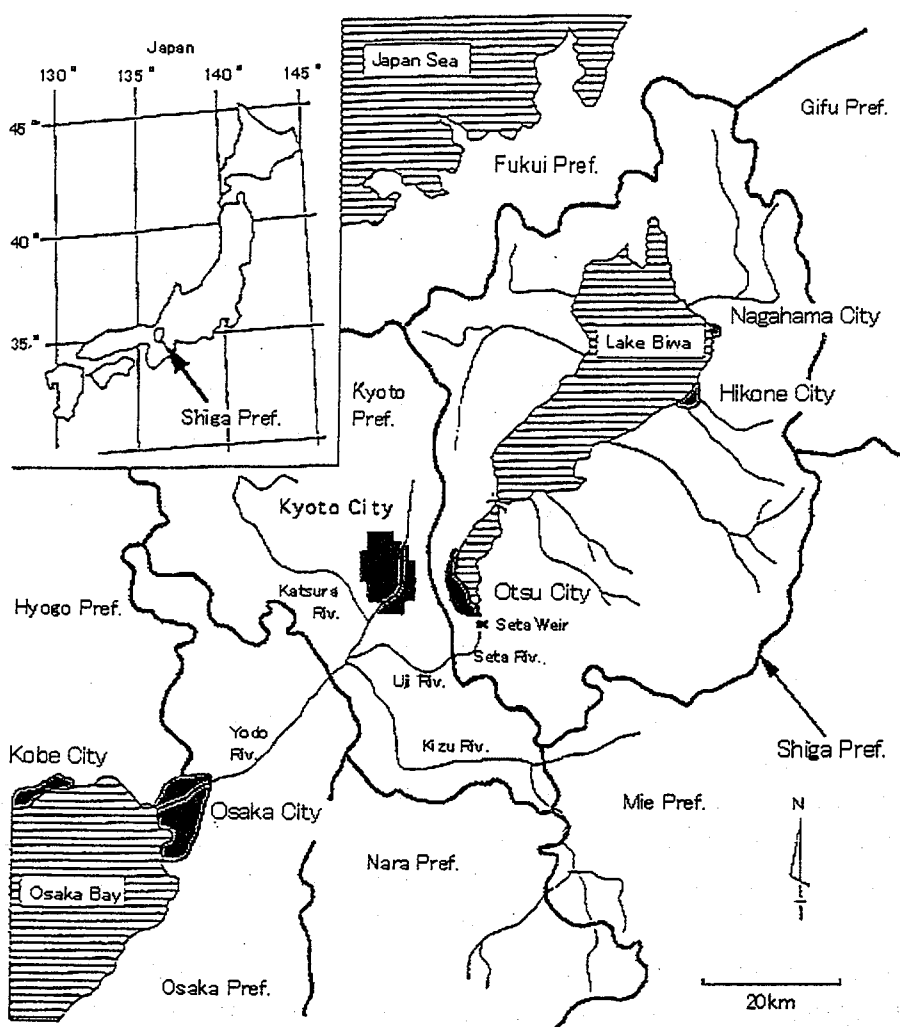 Japan
130° 135° 140° 145°
45°
40°
35°
Shiga Pref.
Japan Sea
Gifu Pref.
Fukui Pref.
Nagahama City
Lake Biwa
Hikone City
Kyoto
Pref.
Kyoto City
Otsu City
Katsura
Riv.
Hyogo Pref.
Seta Weir
Seta Riv.
Uji Riv.
Yodo
Riv.
Kizu Riv.
Shiga Pref.
Kobe City
Mie Pref.
N
Osaka City
Nara Pref.
Osaka Bay
Osaka Pref.
20km